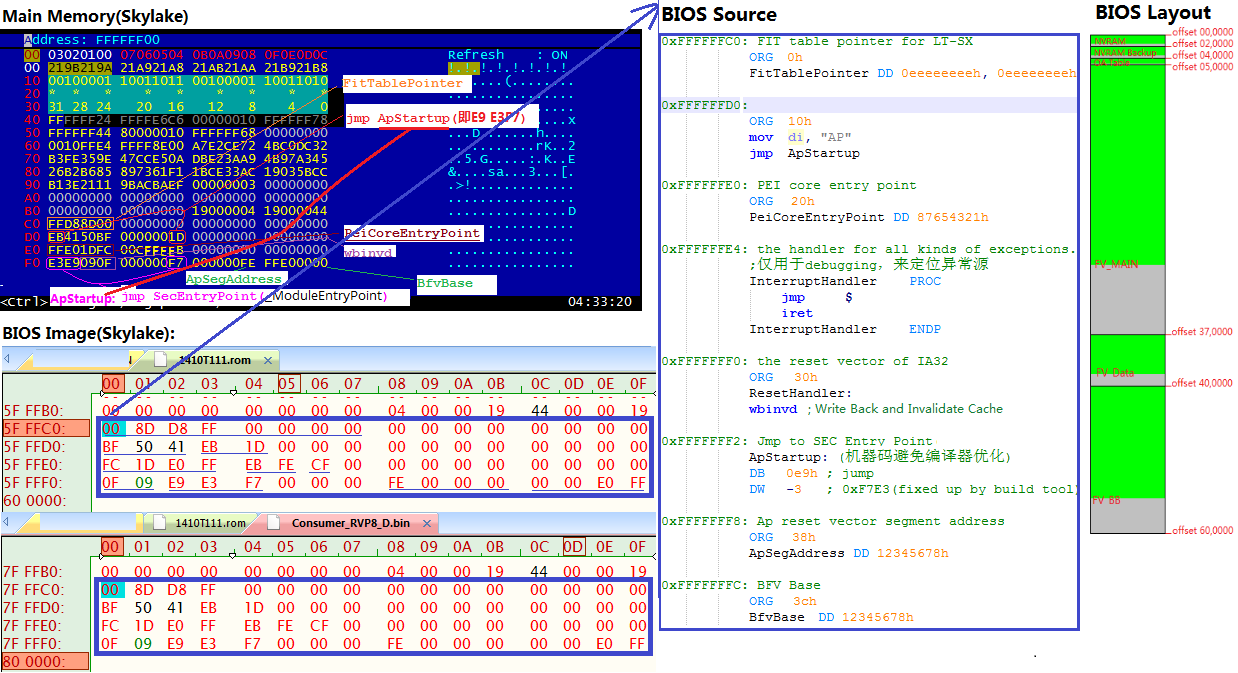 Main Memory(Skylake)
Address: FFFFFF00
00 03020100 07060504 0B0A0908 0F0E0D0C Refresh : ON
00 219B219A 21A921A8 21AB21AA 21B921B8
10 00100001 10011011 00100001 10011010
20 * * * * * * * *
30 31 28 24 20 16 12 8 4 0
40 FFFFFF24 FFFFE6C6 00000010 FFFFFF78
50 FFFFFF44 80000010 FFFFFF68 00000000
60 0010FFE4 FFFF8E00 A7E2CE72 4BC0DC32
70 B3FE359E 47CCE50A DBE23AA9 4B97A345
80 26B2B685 897361F1 1BCE33AC 19035BCC
90 B13E2111 9BACBAEF 00000003 00000000
A0 00000000 00000000 00000000 00000000
B0 00000000 00000000 19000004 19000044
C0 FFD88D00 00000000 00000000 00000000
D0 EB4150BF 0000001D 00000000 00000000
E0 FFE01DFC 00CFFEEB 00000000 00000000
F0 E3E9090F 000000F7 000000FE FFE00000
FitTablePointer
jmp ApStartup(即E9 E3F7)
PeiCoreEntryPoint
wbinvd
ApSegAddress
BfvBase
<Ctrl>
ApStartup: jmp SecEntryPoint(_ModuleEntryPoint)
04:33:20
BIOS Image(Skylake):
1410T111.rom ×
00 01 02 03 04 05 06 07 08 09 0A 0B 0C 0D 0E 0F
5F FFB0: 00 00 00 00 00 00 00 00 04 00 00 19 44 00 00 19
5F FFC0: 00 8D D8 FF 00 00 00 00 00 00 00 00 00 00 00 00
5F FFD0: BF 50 41 EB 1D 00 00 00 00 00 00 00 00 00 00 00
5F FFE0: FC 1D E0 FF EB FE CF 00 00 00 00 00 00 00 00 00
5F FFF0: 0F 09 E9 E3 F7 00 00 00 FE 00 00 00 00 00 E0 FF
60 0000:
1410T111.rom Consumer_RVP8_D.bin ×
00 01 02 03 04 05 06 07 08 09 0A 0B 0C 0D 0E 0F
7F FFB0: 00 00 00 00 00 00 00 00 04 00 00 19 44 00 00 19
7F FFC0: 00 8D D8 FF 00 00 00 00 00 00 00 00 00 00 00 00
7F FFD0: BF 50 41 EB 1D 00 00 00 00 00 00 00 00 00 00 00
7F FFE0: FC 1D E0 FF EB FE CF 00 00 00 00 00 00 00 00 00
7F FFF0: 0F 09 E9 E3 F7 00 00 00 FE 00 00 00 00 00 E0 FF
80 0000:
BIOS Source
0xFFFFFFC0: FIT table pointer for LT-SX
ORG 0h
FitTablePointer DD 0eeeeeeeeh, 0eeeeeeeeh
0xFFFFFFD0:
ORG 10h
mov di, "AP"
jmp ApStartup
0xFFFFFFE0: PEI core entry point
ORG 20h
PeiCoreEntryPoint DD 87654321h
0xFFFFFFE4: the handler for all kinds of exceptions.
;仅用于debugging，来定位异常源
InterruptHandler PROC
jmp $
iret
InterruptHandler ENDP
0xFFFFFFF0: the reset vector of IA32
ORG 30h
ResetHandler:
wbinvd ; Write Back and Invalidate Cache
0xFFFFFFF2: Jmp to SEC Entry Point
ApStartup: (机器码避免编译器优化)
DB 0e9h ; jump
DW -3 ; 0xF7E3(fixed up by build tool)
0xFFFFFFF8: Ap reset vector segment address
ORG 38h
ApSegAddress DD 12345678h
0xFFFFFFFC: BFV Base
ORG 3ch
BfvBase DD 12345678h
BIOS Layout
offset 00,0000
NVRAM
offset 02,0000
NVRAM Backup
offset 04,0000
OA Table
offset 05,0000
FV_MAIN
offset 37,0000
FV_Data
offset 40,0000
FV_BB
offset 60,0000